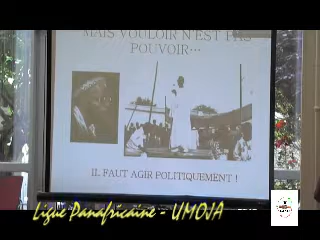 MAIS VOULOIR N'EST PAS
POUVOIR...
IL FAUT AGIR POLITIQUEMENT !
Ligue Panafricaine - UMOJA